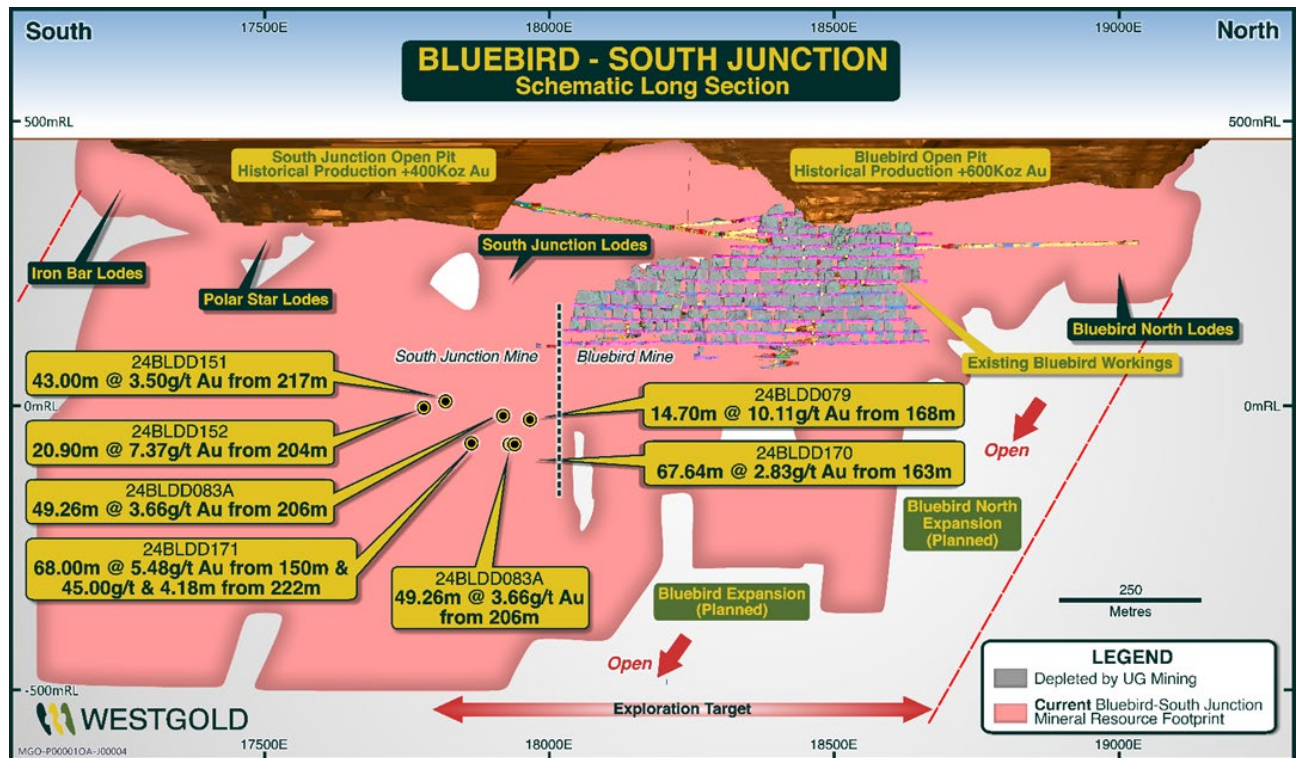 South
17500E
18000E
18500E
19000E
North
BLUEBIRD - SOUTH JUNCTION
Schematic Long Section
500mRL
500mRL
South Junction Open Pit
Historical Production +400Koz Au
Bluebird Open Pit
Historical Production +600Koz Au
Iron Bar Lodes
Polar Star Lodes
South Junction Lodes
Bluebird North Lodes
Existing Bluebird Workings
South Junction Mine
Bluebird Mine
24BLDD151
43.00m @ 3.50g/t Au from 217m
0mRL
0mRL
24BLDD152
20.90m @ 7.37g/t Au from 204m
24BLDD083A
49.26m @ 3.66g/t Au from 206m
24BLDD171
68.00m @ 5.48g/t Au from 150m &
45.00g/t & 4.18m from 222m
24BLDD083A
49.26m @ 3.66g/t Au
from 206m
24BLDD079
14.70m @ 10.11g/t Au from 168m
24BLDD170
67.64m @ 2.83g/t Au from 163m
Open
Bluebird North
Expansion
(Planned)
Bluebird Expansion
(Planned)
Open
250
Metres
LEGEND
Depleted by UG Mining
Current Bluebird-South Junction
Mineral Resource Footprint
-500mRL
WESTGOLD
Exploration Target
MGO-P00001OA-J00004
17500E
18000E
18500E
19000E